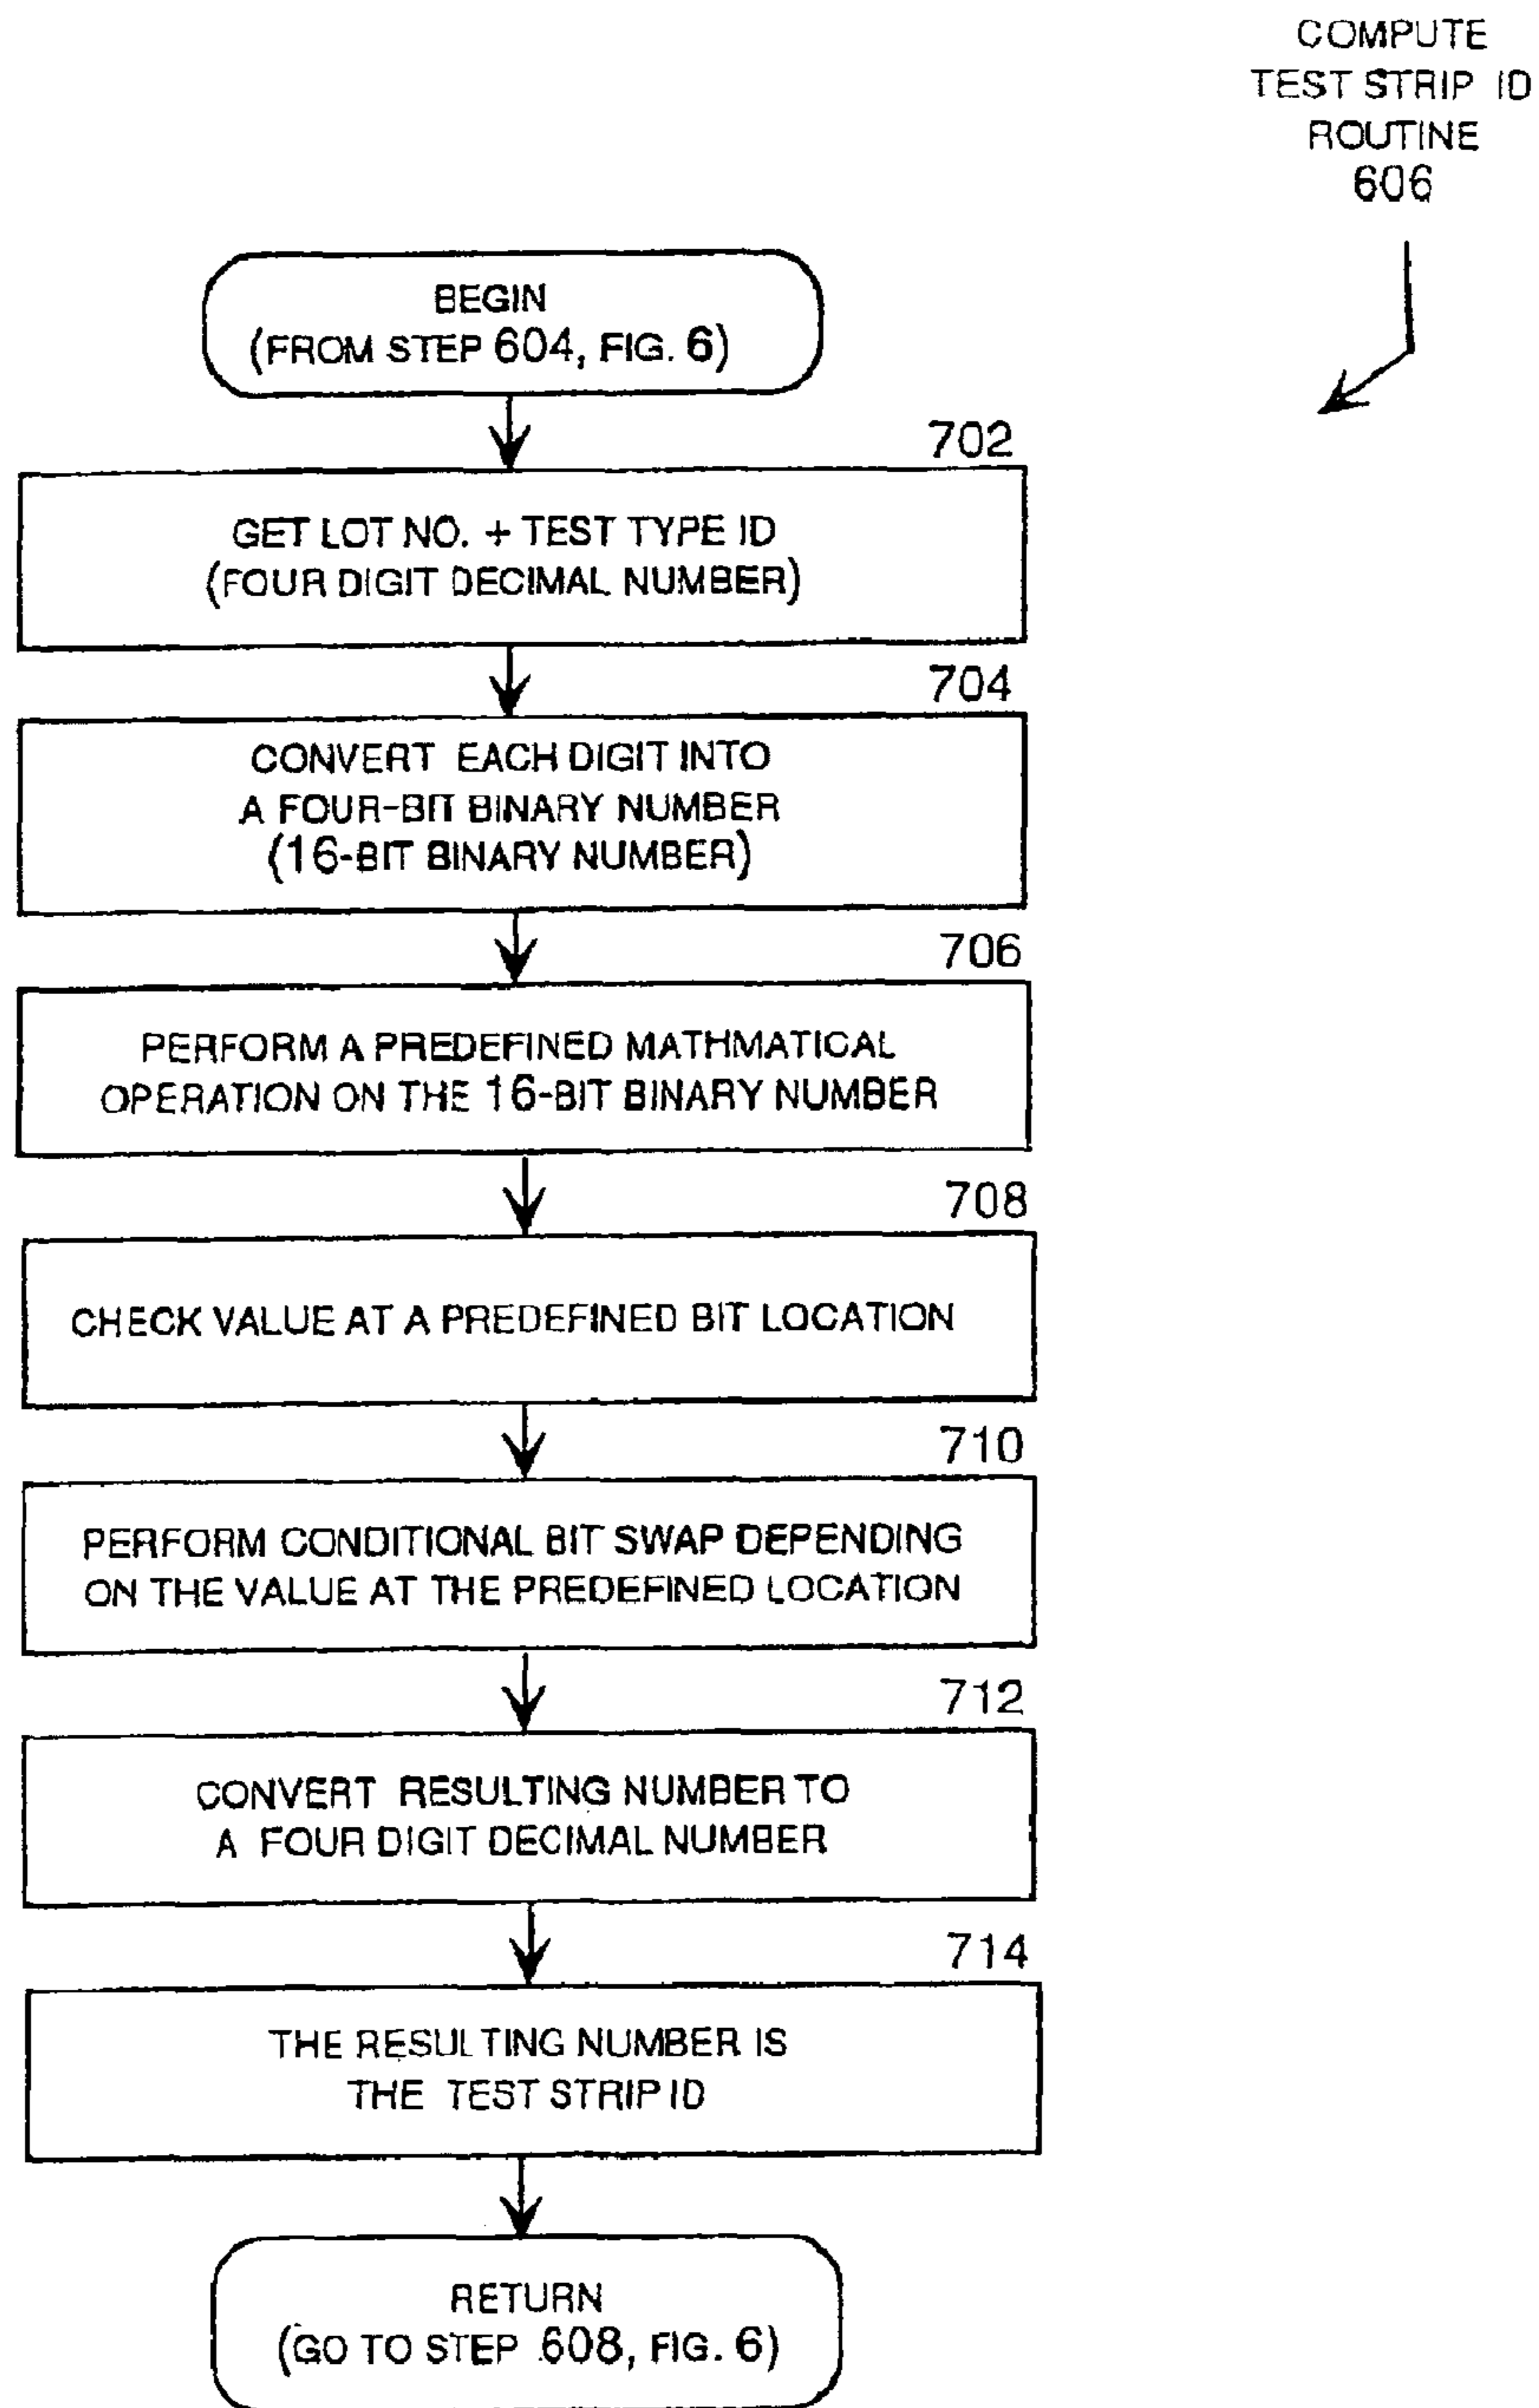 COMPUTE
TEST STRIP ID
ROUTINE
606
BEGIN
(FROM STEP 604, FIG. 6)
702
GET LOT NO. + TEST TYPE ID
(FOUR DIGIT DECIMAL NUMBER)
704
CONVERT EACH DIGIT INTO
A FOUR-BIT BINARY NUMBER
(16-BIT BINARY NUMBER)
706
PERFORM A PREDEFINED MATHMATICAL
OPERATION ON THE 16-BIT BINARY NUMBER
708
CHECK VALUE AT A PREDEFINED BIT LOCATION
710
PERFORM CONDITIONAL BIT SWAP DEPENDING
ON THE VALUE AT THE PREDEFINED LOCATION
712
CONVERT RESULTING NUMBER TO
A FOUR DIGIT DECIMAL NUMBER
714
THE RESULTING NUMBER IS
THE TEST STRIP ID
RETURN
(GO TO STEP 608, FIG. 6)